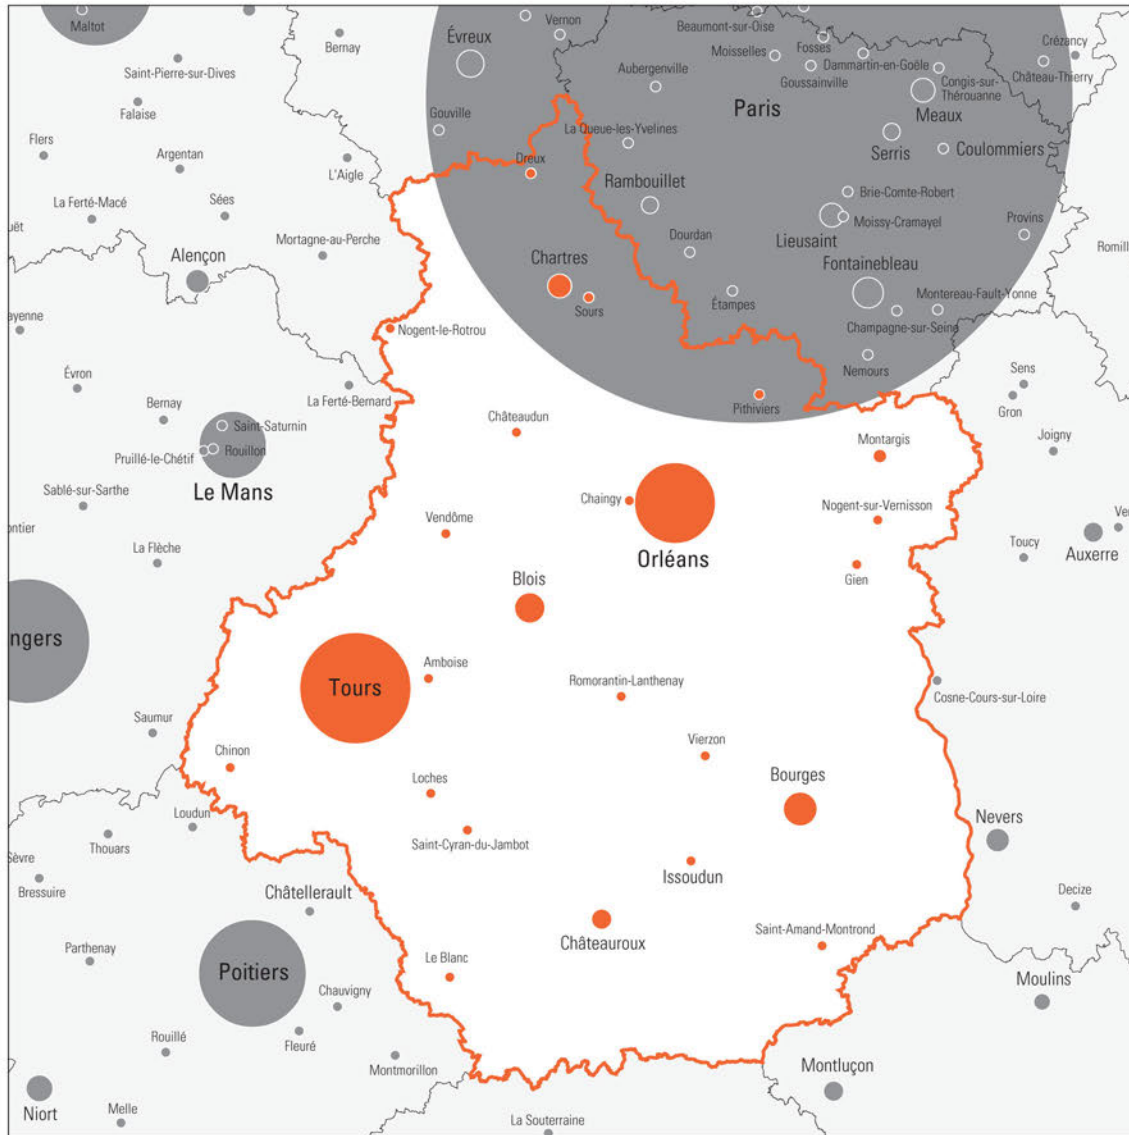 Maltot
Bernay
Vernon
Beaumont-sur-Oise
Évreux
Moisselles
Fosses
Crézancy
Saint-Pierre-sur-Dives
Aubergenville
Dammartin-en-Goële
Château-Thierry
Goussainville
Congis-sur-
Thérouanne
Falaise
Gouville
Paris
Meaux
Flers
La Queue-les-Yvelines
Argentan
Dreux
Serris
Coulommiers
L'Aigle
Rambouillet
La Ferté-Macé
Sées
Brie-Comte-Robert
uët
Moissy-Cramayel
Provins
Mortagne-au-Perche
Dourdan
Lieusaint
Romill
Alençon
Chartres
Fontainebleau
ayenne
Sours
Étampes
Montereau-Fault-Yonne
Nogent-le-Rotrou
Champagne-sur-Seine
Évron
Nemours
Sens
La Ferté-Bernard
Bernay
Châteaudun
Pithiviers
Gron
Saint-Saturnin
Pruillé-le-Chétif
Rouillon
Montargis
Joigny
Le Mans
Sablé-sur-Sarthe
Chaingy
Nogent-sur-Vernisson
Vendôme
ontier
Ve
La Flèche
Orléans
Toucy
Auxerre
Blois
Gien
ngers
Amboise
Romorantin-Lanthenay
Tours
Cosne-Cours-sur-Loire
Saumur
Chinon
Vierzon
Loches
Bourges
Loudun
Nevers
Thouars
Saint-Cyran-du-Jambot
Sèvre
Issoudun
Bressuire
Châtellerault
Decize
Saint-Amand-Montrond
Châteauroux
Parthenay
Le Blanc
Poitiers
Moulins
Chauvigny
Rouillé
Fleuré
Montmorillon
Montluçon
Niort
Melle
La Souterraine